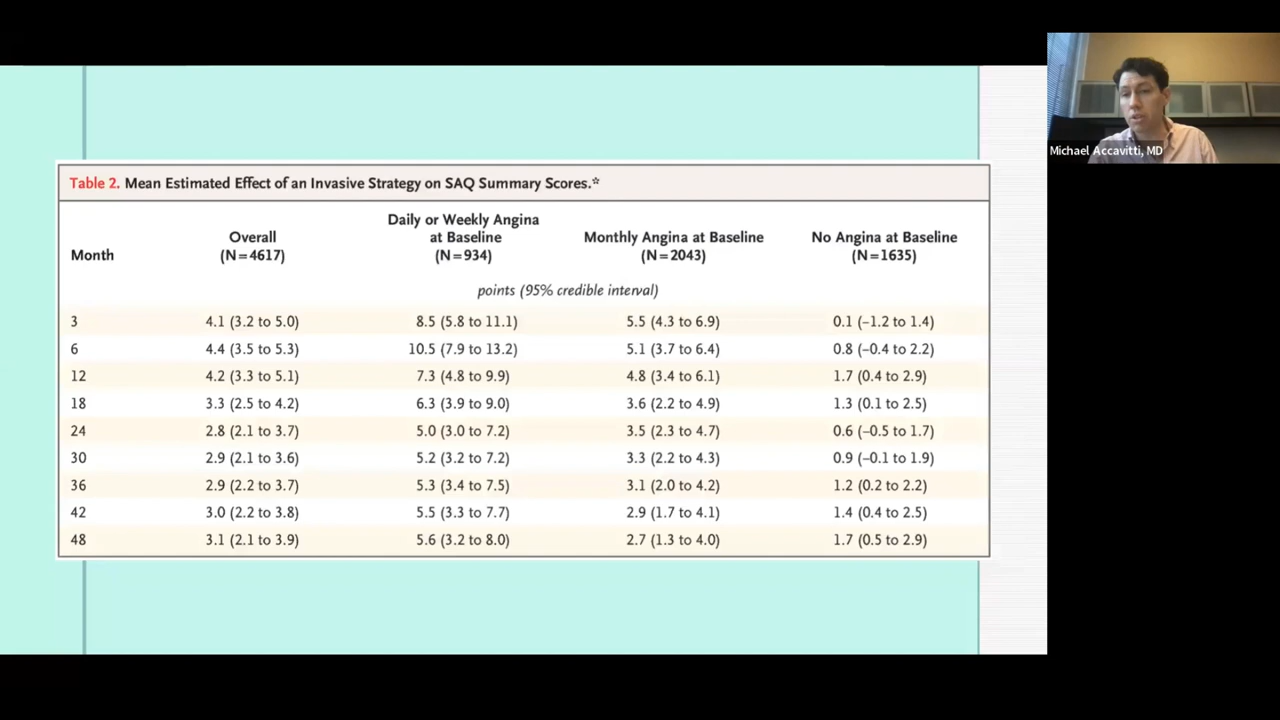 Michael Accavitti, MD
Table 2. Mean Estimated Effect of an Invasive Strategy on SAQ Summary Scores.*
Month
Overall
(N=4617)
Daily or Weekly Angina
at Baseline
(N=934)
Monthly Angina at Baseline
(N=2043)
No Angina at Baseline
(N=1635)
points (95% credible interval)
3 4.1 (3.2 to 5.0) 8.5 (5.8 to 11.1) 5.5 (4.3 to 6.9) 0.1 (−1.2 to 1.4)
6 4.4 (3.5 to 5.3) 10.5 (7.9 to 13.2) 5.1 (3.7 to 6.4) 0.8 (−0.4 to 2.2)
12 4.2 (3.3 to 5.1) 7.3 (4.8 to 9.9) 4.8 (3.4 to 6.1) 1.7 (0.4 to 2.9)
18 3.3 (2.5 to 4.2) 6.3 (3.9 to 9.0) 3.6 (2.2 to 4.9) 1.3 (0.1 to 2.5)
24 2.8 (2.1 to 3.7) 5.0 (3.0 to 7.2) 3.5 (2.3 to 4.7) 0.6 (−0.5 to 1.7)
30 2.9 (2.1 to 3.6) 5.2 (3.2 to 7.2) 3.3 (2.2 to 4.3) 0.9 (−0.1 to 1.9)
36 2.9 (2.2 to 3.7) 5.3 (3.4 to 7.5) 3.1 (2.0 to 4.2) 1.2 (0.2 to 2.2)
42 3.0 (2.2 to 3.8) 5.5 (3.3 to 7.7) 2.9 (1.7 to 4.1) 1.4 (0.4 to 2.5)
48 3.1 (2.1 to 3.9) 5.6 (3.2 to 8.0) 2.7 (1.3 to 4.0) 1.7 (0.5 to 2.9)